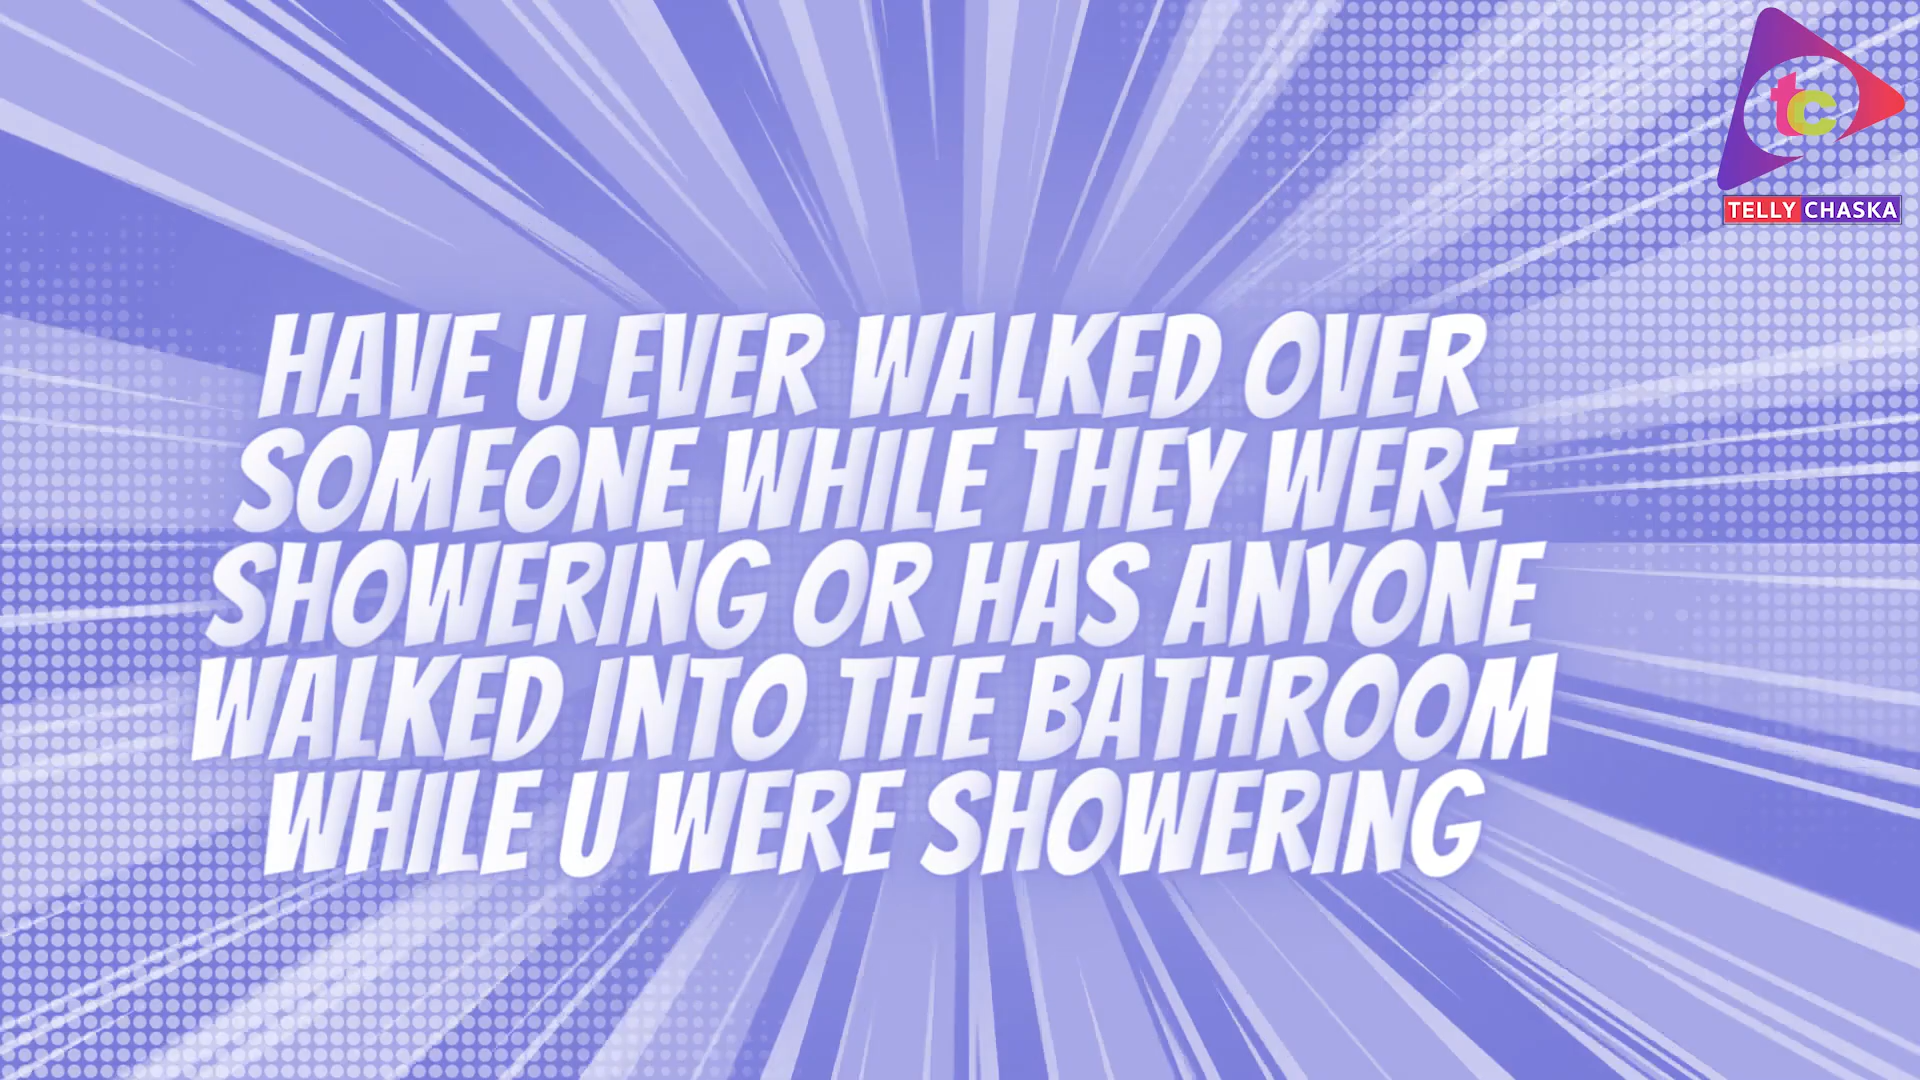 tc
TELLY CHASKA
HAVE U EVER WALKED OVER
SOMEONE WHILE THEY WERE
SHOWERING OR HAS ANYONE
WALKED INTO THE BATHROOM
WHILE U WERE SHOWERING